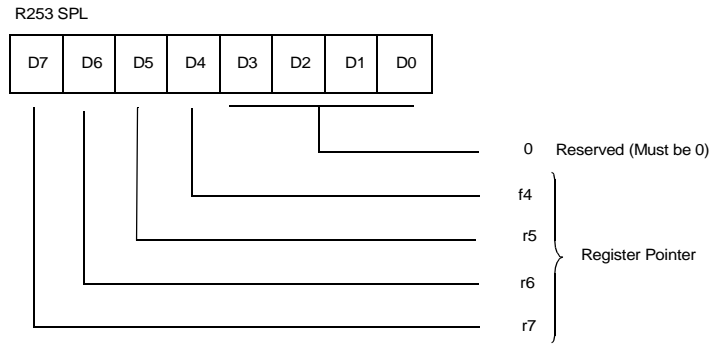 R253 SPL
D7 D6 D5 D4 D3 D2 D1 D0
0 Reserved (Must be 0)
f4
r5
Register Pointer
r6
r7